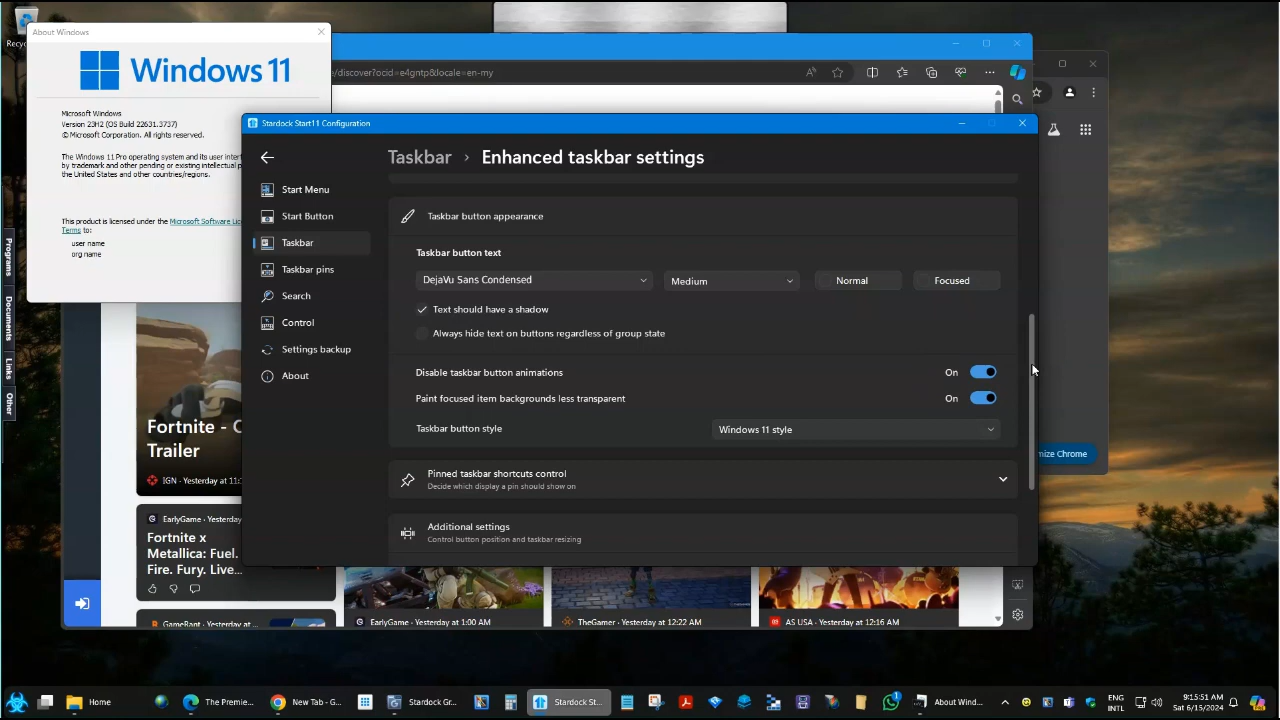 Recyc
About Windows
Windows 11
Microsoft Windows
Version 23H2 (OS Build 22631.3737)
© Microsoft Corporation. All rights reserved.
The Windows 11 Pro operating system and its user inter
by trademark and other pending or existing intellectual p
the United States and other countries/regions.
This product is licensed under the Microsoft Software Lic
Terms to:
user name
org name
e/discover?ocid=e4gntp&locale=en-my
Stardock Start11 Configuration
Taskbar › Enhanced taskbar settings
Start Menu
Start Button
Taskbar
Taskbar pins
Search
Control
Settings backup
About
Taskbar button appearance
Taskbar button text
DejaVu Sans Condensed
Medium
Normal
Focused
Text should have a shadow
Always hide text on buttons regardless of group state
Disable taskbar button animations
On
Paint focused item backgrounds less transparent
On
Taskbar button style
Windows 11 style
Pinned taskbar shortcuts control
Decide which display a pin should show on
Additional settings
Control button position and taskbar resizing
Programs
Documents
Links
Other
Fortnite - C
Trailer
IGN · Yesterday at 11:
EarlyGame · Yesterday
Fortnite x
Metallica: Fuel.
Fire. Fury. Live...
GameRant · Yesterday at ...
EarlyGame · Yesterday at 1:00 AM
TheGamer · Yesterday at 12:22 AM
AS USA · Yesterday at 12:16 AM
mize Chrome
Home
The Premie...
New Tab - G...
Stardock Gr...
Stardock St...
About Wind...
ENG
INTL
9:15:51 AM
Sat 6/15/2024